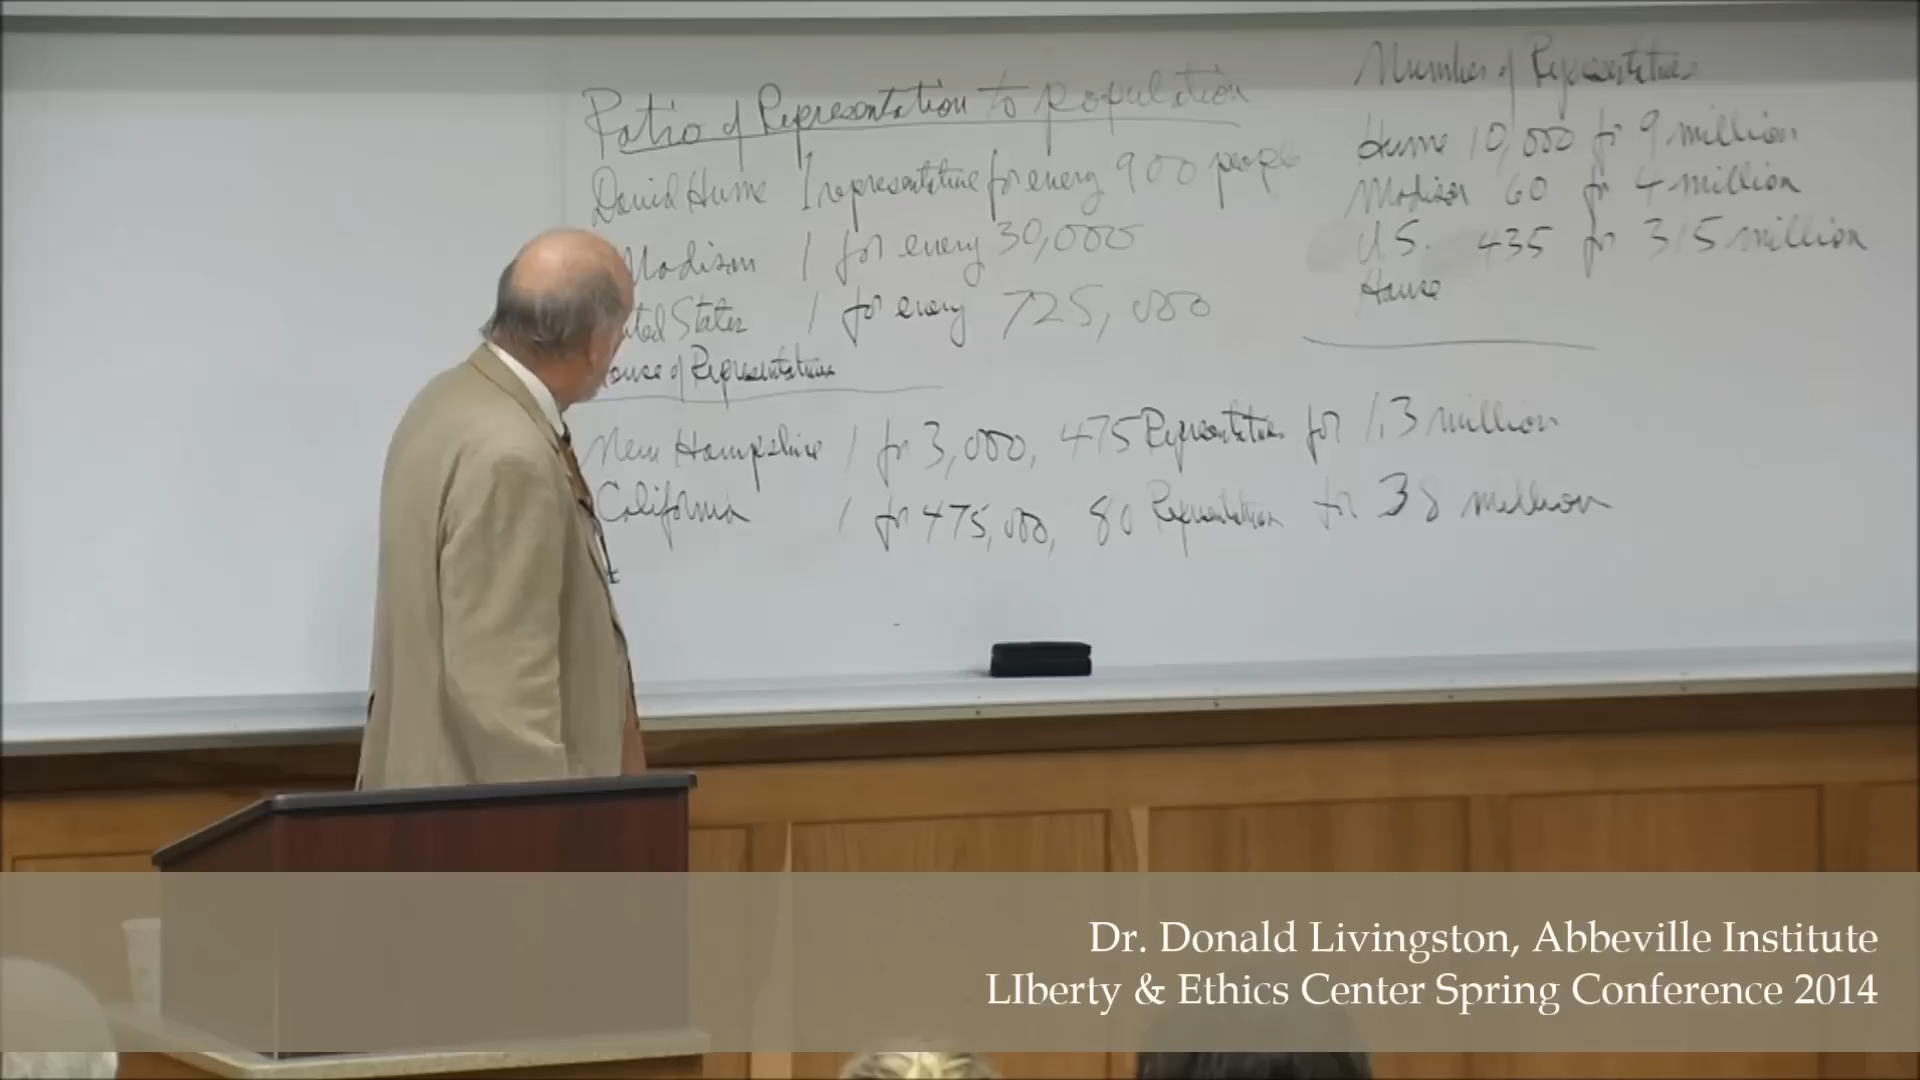 Ratio of Representation to population
David Hume 1 representative for every 900 people
Madison 1 for every 30,000
ted States 1 for every 725,000
ouse of Representatives
New Hampshire 1 for 3,000, 475 Representatives for 1.3 million
California 1 for 475,000, 80 Representatives for 38 million
Number of Representatives
Hume 10,000 for 9 million
Madison 60 for 4 million
U.S. 435 for 315 million
House
Dr. Donald Livingston, Abbeville Institute
LIberty & Ethics Center Spring Conference 2014